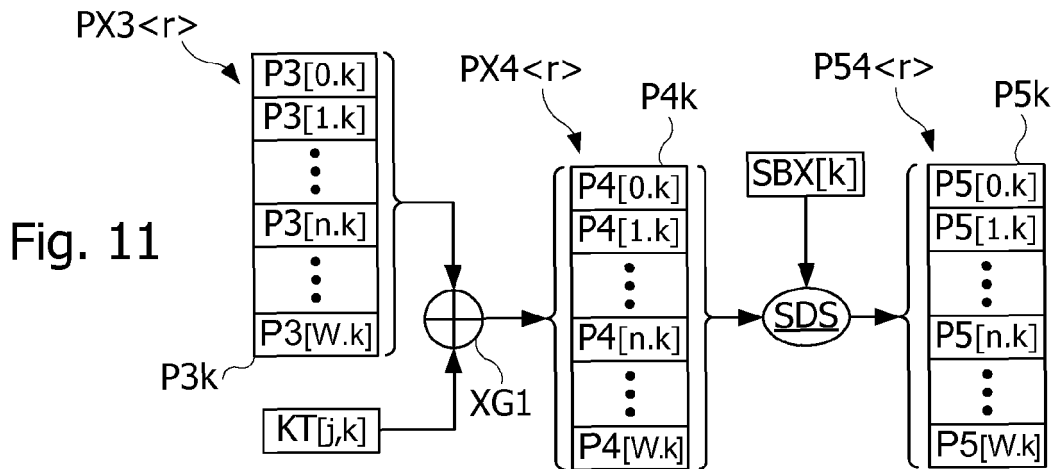 Fig. 11
PX3<r>
P3[0.k]
P3[1.k]
P3[n.k]
P3[W.k]
P3k
KT[j,k]
XG1
PX4<r>
P4k
P4[0.k]
P4[1.k]
P4[n.k]
P4[W.k]
SBX[k]
SDS
P54<r>
P5k
P5[0.k]
P5[1.k]
P5[n.k]
P5[W.k]